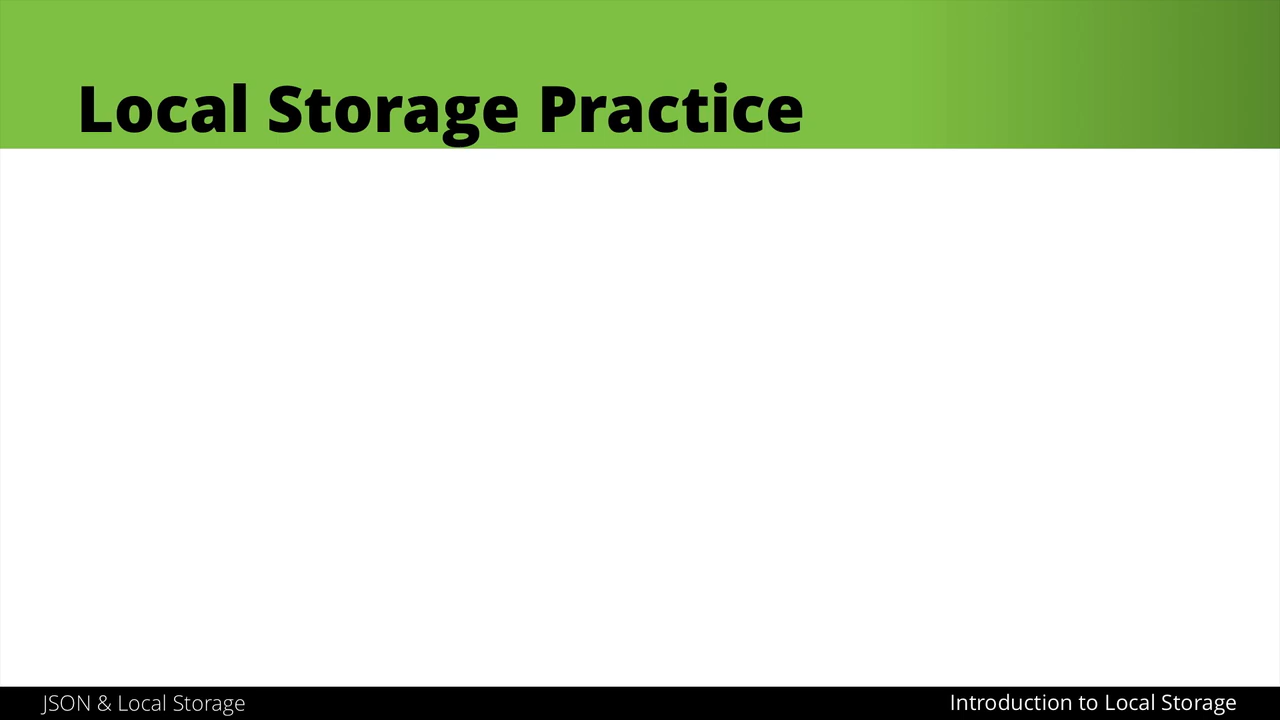 Local Storage Practice
JSON & Local Storage
Introduction to Local Storage